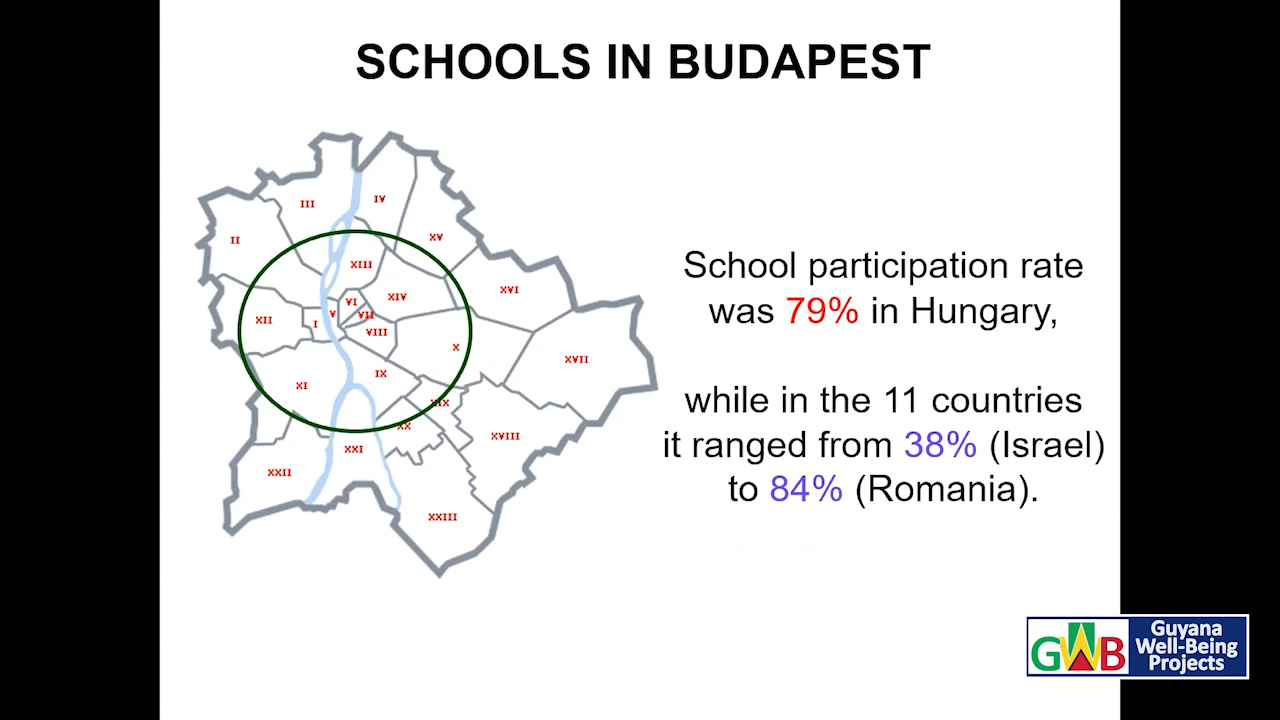 SCHOOLS IN BUDAPEST
III
IV
II
XV
XIII
XVI
XIV
VI
V
VII
XII
I
VIII
X
XVII
IX
XI
XIX
XX
XVIII
XXI
XXII
XXIII
School participation rate
was 79% in Hungary,
while in the 11 countries
it ranged from 38% (Israel)
to 84% (Romania).
GWB
Guyana
Well-Being
Projects